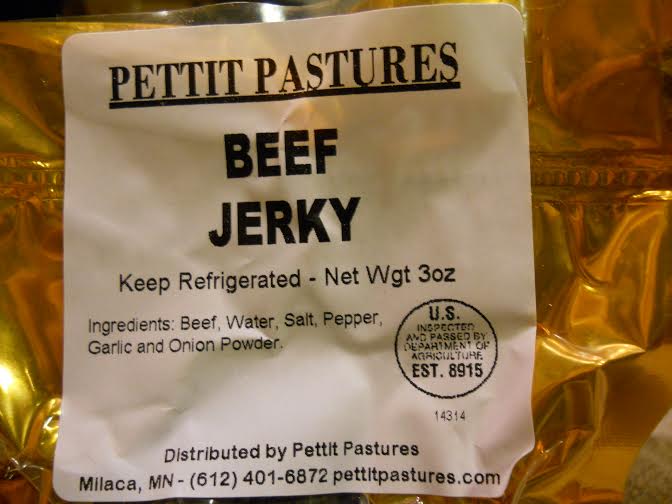 PETTIT PASTURES
BEEF
JERKY
Keep Refrigerated - Net Wgt 3oz
Ingredients: Beef, Water, Salt, Pepper,
Garlic and Onion Powder.
U.S.
INSPECTED
AND PASSED BY
DEPARTMENT OF
AGRICULTURE
EST. 8915
14314
Distributed by Pettit Pastures
Milaca, MN - (612) 401-6872 pettitpastures.com